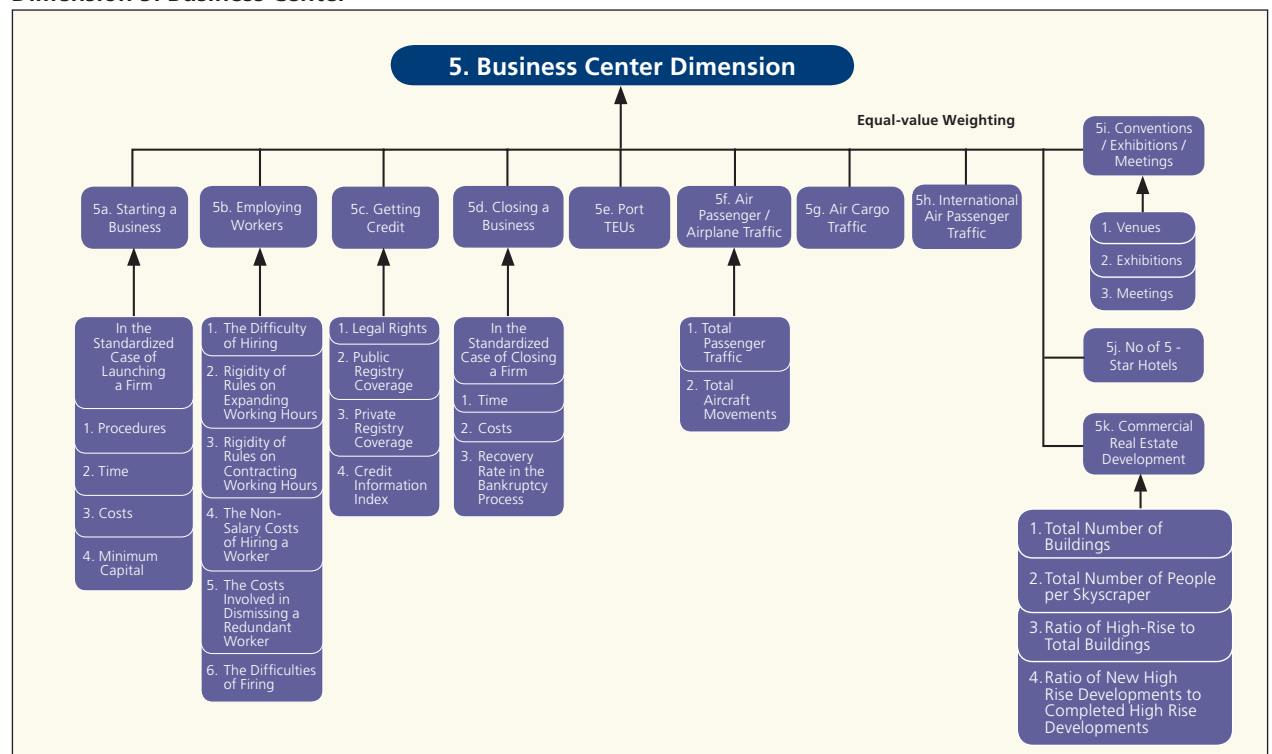 Dimension 5: Business Center
5. Business Center Dimension
Equal-value Weighting
5a. Starting a
Business
5b. Employing
Workers
5c. Getting
Credit
5d. Closing a
Business
5e. Port
TEUs
5f. Air
Passenger /
Airplane Traffic
5g. Air Cargo
Traffic
5h. International
Air Passenger
Traffic
5i. Conventions
/ Exhibitions /
Meetings
In the
Standardized
Case of
Launching
a Firm
1. Procedures
2. Time
3. Costs
4. Minimum
Capital
1. The Difficulty
of Hiring
2. Rigidity of
Rules on
Expanding
Working Hours
3. Rigidity of
Rules on
Contracting
Working Hours
4. The Non-
Salary Costs
of Hiring a
Worker
5. The Costs
Involved in
Dismissing a
Redundant
Worker
6. The Difficulties
of Firing
1. Legal Rights
2. Public
Registry
Coverage
3. Private
Registry
Coverage
4. Credit
Information
Index
In the
Standardized
Case of Closing
a Firm
1. Time
2. Costs
3. Recovery
Rate in the
Bankruptcy
Process
1. Total
Passenger
Traffic
2. Total
Aircraft
Movements
1. Venues
2. Exhibitions
3. Meetings
5j. No of 5 -
Star Hotels
5k. Commercial
Real Estate
Development
1. Total Number of
Buildings
2. Total Number of People
per Skyscraper
3. Ratio of High-Rise to
Total Buildings
4. Ratio of New High
Rise Developments to
Completed High Rise
Developments